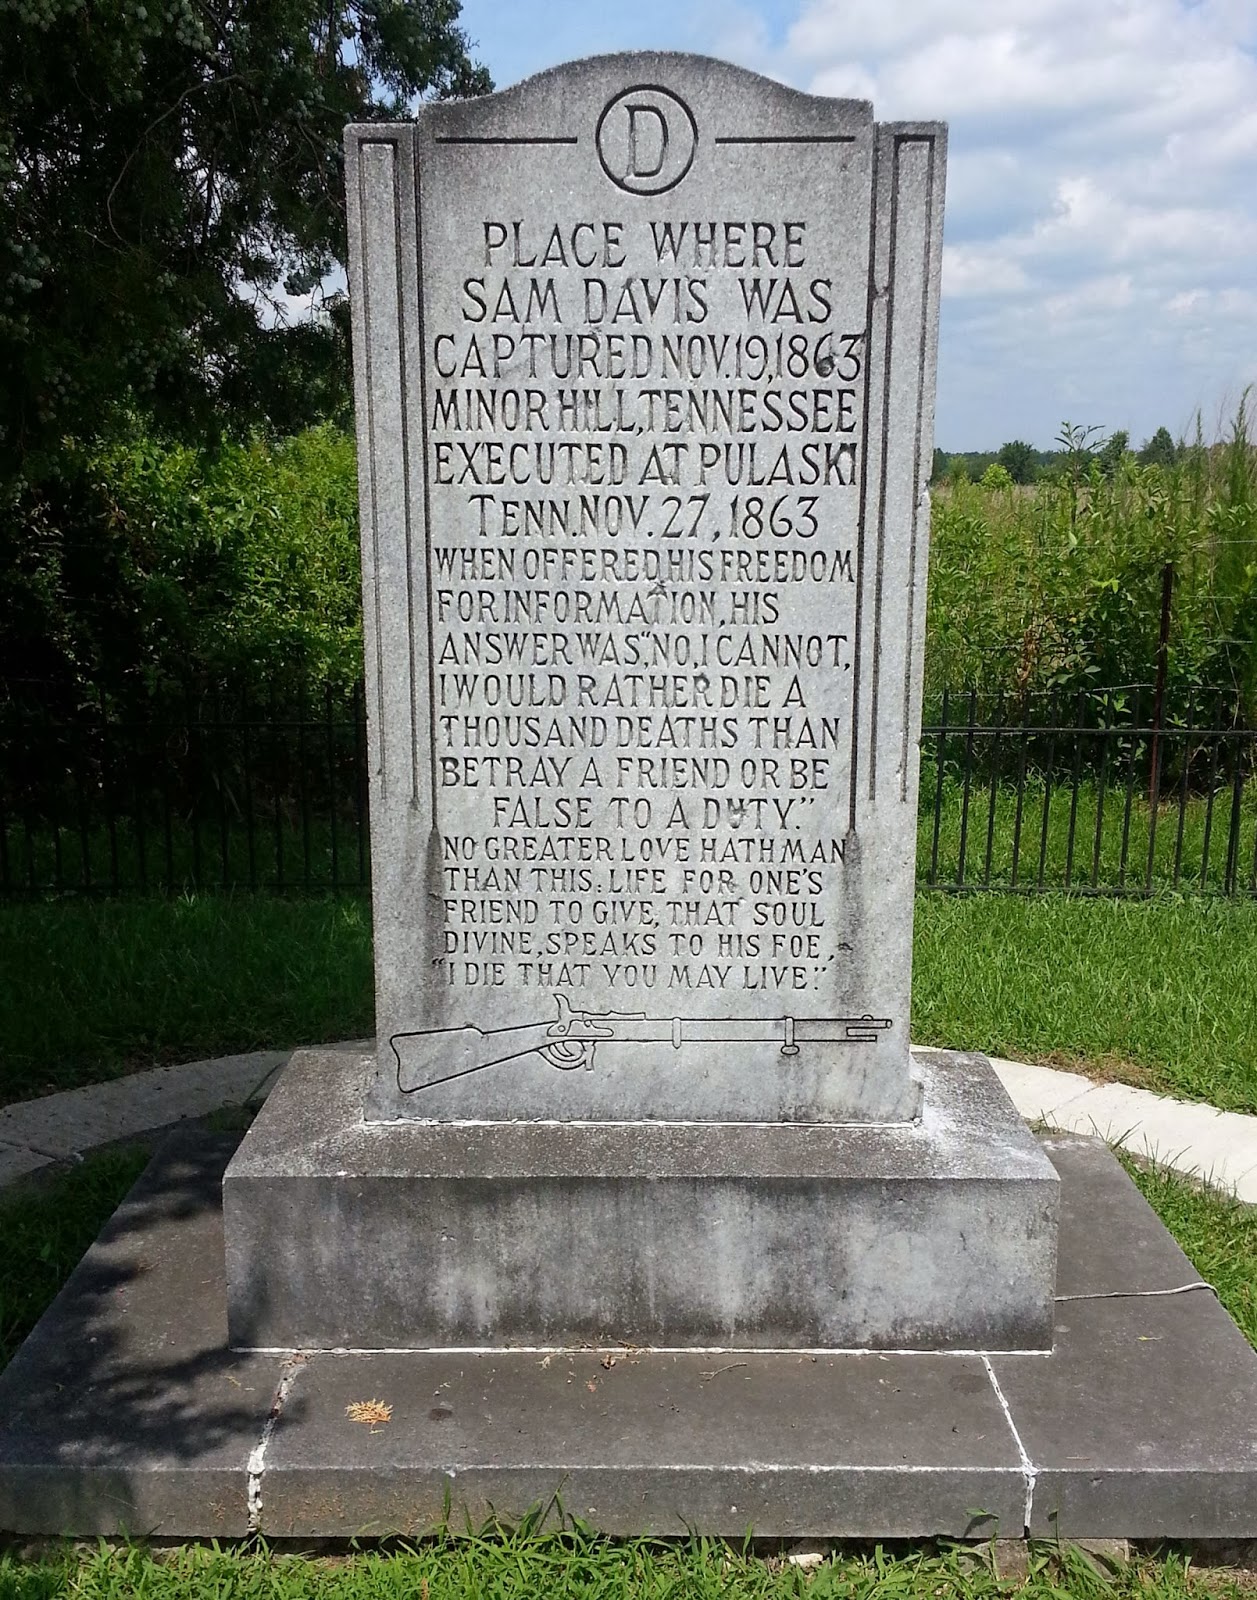 D
PLACE WHERE
SAM DAVIS WAS
CAPTURED NOV. 19, 1863
MINOR HILL, TENNESSEE
EXECUTED AT PULASKI
TENN. NOV. 27, 1863
WHEN OFFERED HIS FREEDOM
FOR INFORMATION, HIS
ANSWER WAS, "NO, I CANNOT,
I WOULD RATHER DIE A
THOUSAND DEATHS THAN
BETRAY A FRIEND OR BE
FALSE TO A DUTY."
NO GREATER LOVE HATH MAN
THAN THIS: LIFE FOR ONE'S
FRIEND TO GIVE, THAT SOUL
DIVINE, SPEAKS TO HIS FOE,
"I DIE THAT YOU MAY LIVE."